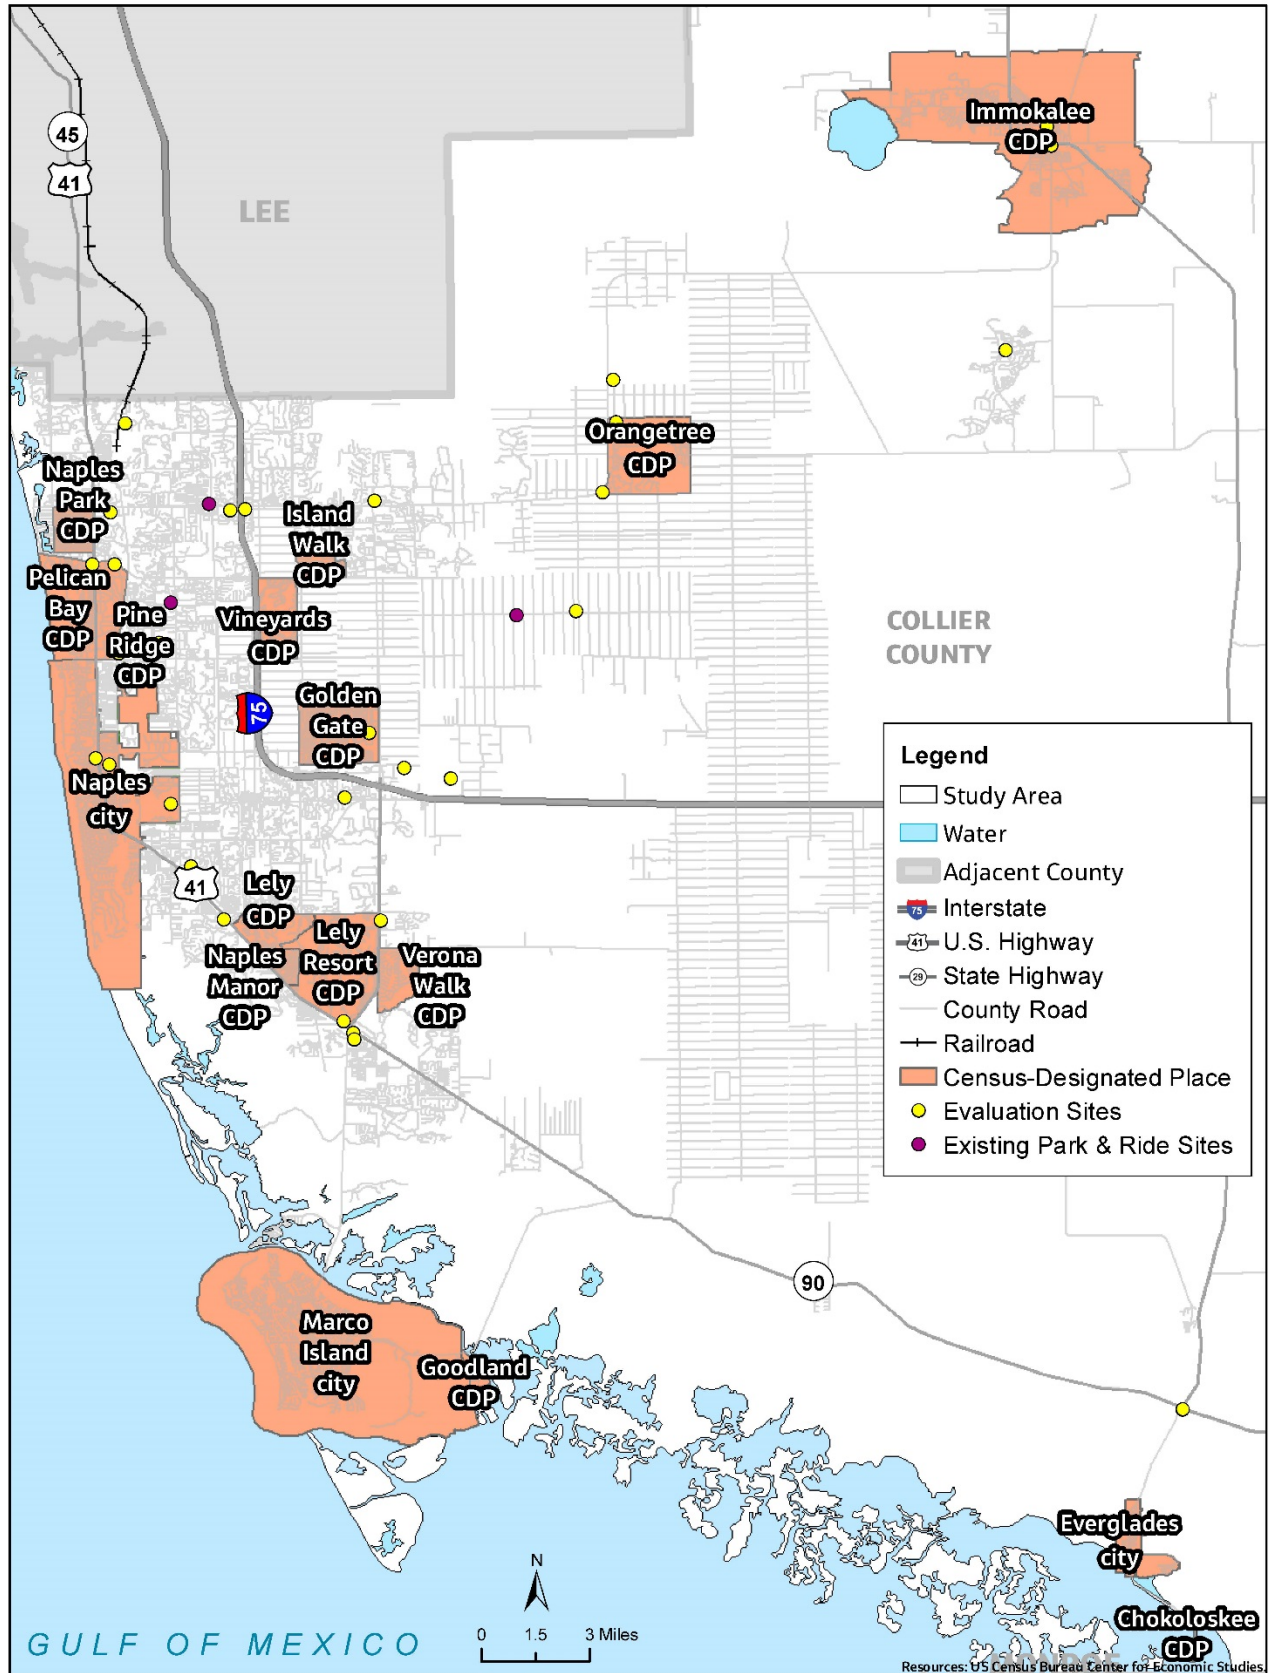 45
41
LEE
Immokalee
CDP
Orangetree
CDP
Naples
Park
CDP
Island
Walk
CDP
Pelican
Bay
CDP
Pine
Ridge
CDP
Vineyards
CDP
COLLIER
COUNTY
75
Golden
Gate
CDP
Naples
city
41
Lely
CDP
Lely
Resort
CDP
Naples
Manor
CDP
Verona
Walk
CDP
Legend
Study Area
Water
Adjacent County
75
Interstate
41
U.S. Highway
29
State Highway
County Road
Railroad
Census-Designated Place
Evaluation Sites
Existing Park & Ride Sites
90
Marco
Island
city
Goodland
CDP
Everglades
city
Chokoloskee
CDP
GULF OF MEXICO
N
0 1.5 3 Miles
MONROE
Resources: US Census Bureau Center for Economic Studies